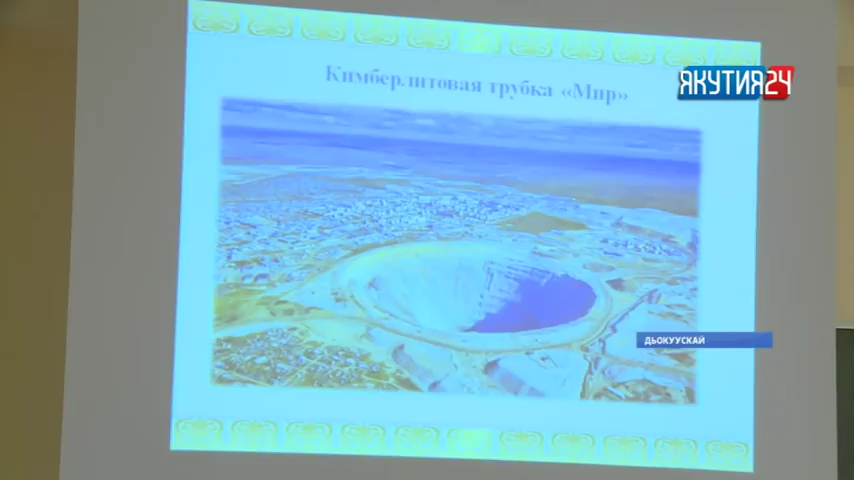 Кимберлитовая трубка «Мир»
ЯКУТИЯ24
ДЬОКУУСКАЙ